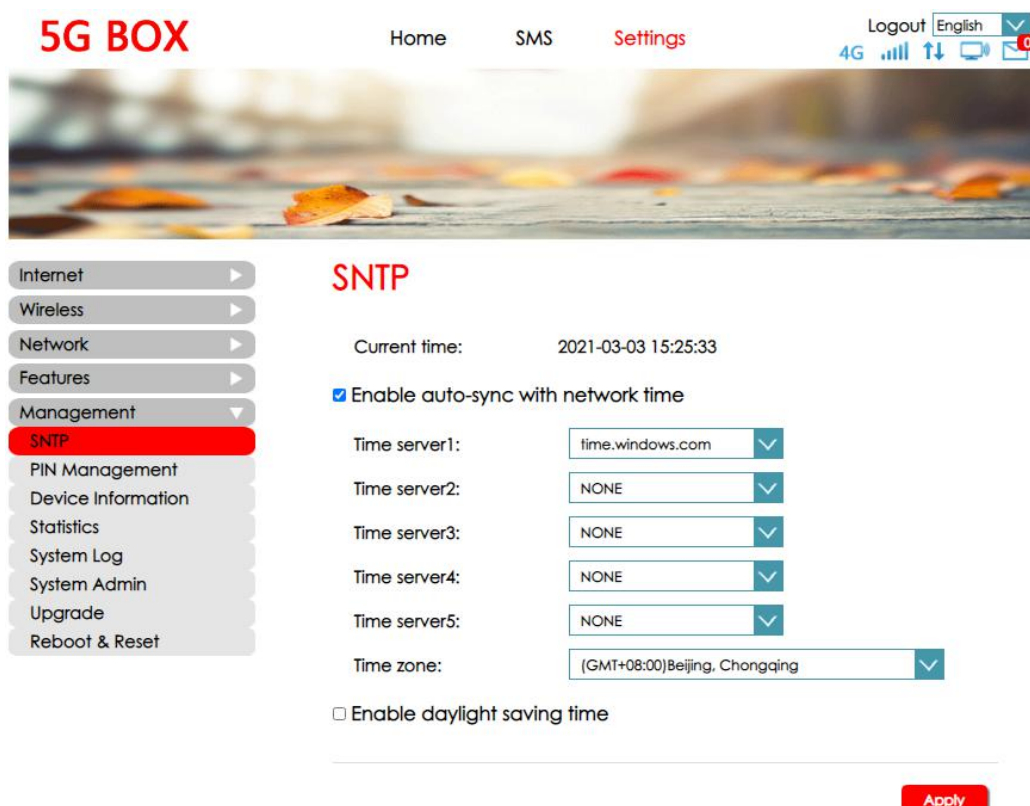 5G BOX
Home SMS Settings
Logout English
4G
Internet
Wireless
Network
Features
Management
SNTP
PIN Management
Device Information
Statistics
System Log
System Admin
Upgrade
Reboot & Reset
SNTP
Current time: 2021-03-03 15:25:33
Enable auto-sync with network time
Time server1: time.windows.com
Time server2: NONE
Time server3: NONE
Time server4: NONE
Time server5: NONE
Time zone: (GMT+08:00)Beijing, Chongqing
Enable daylight saving time
Apply